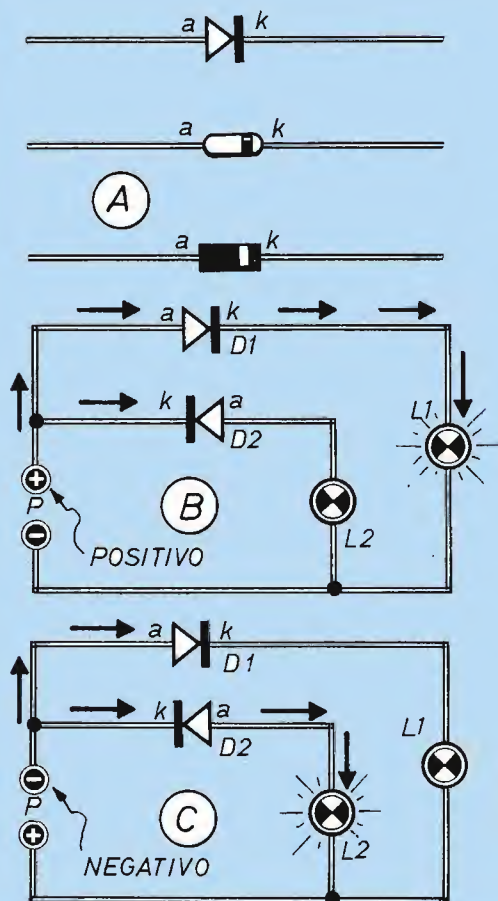 a k
a k
A
a k
a k
D1
k a
D2
L1
+
P
-
POSITIVO
B
L2
a k
D1
k a
D2
L1
-
P
+
NEGATIVO
C
L2